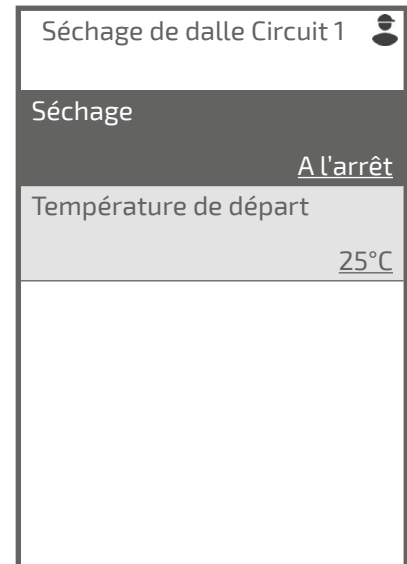 Séchage de dalle Circuit 1
Séchage
A l'arrêt
Température de départ
25°C